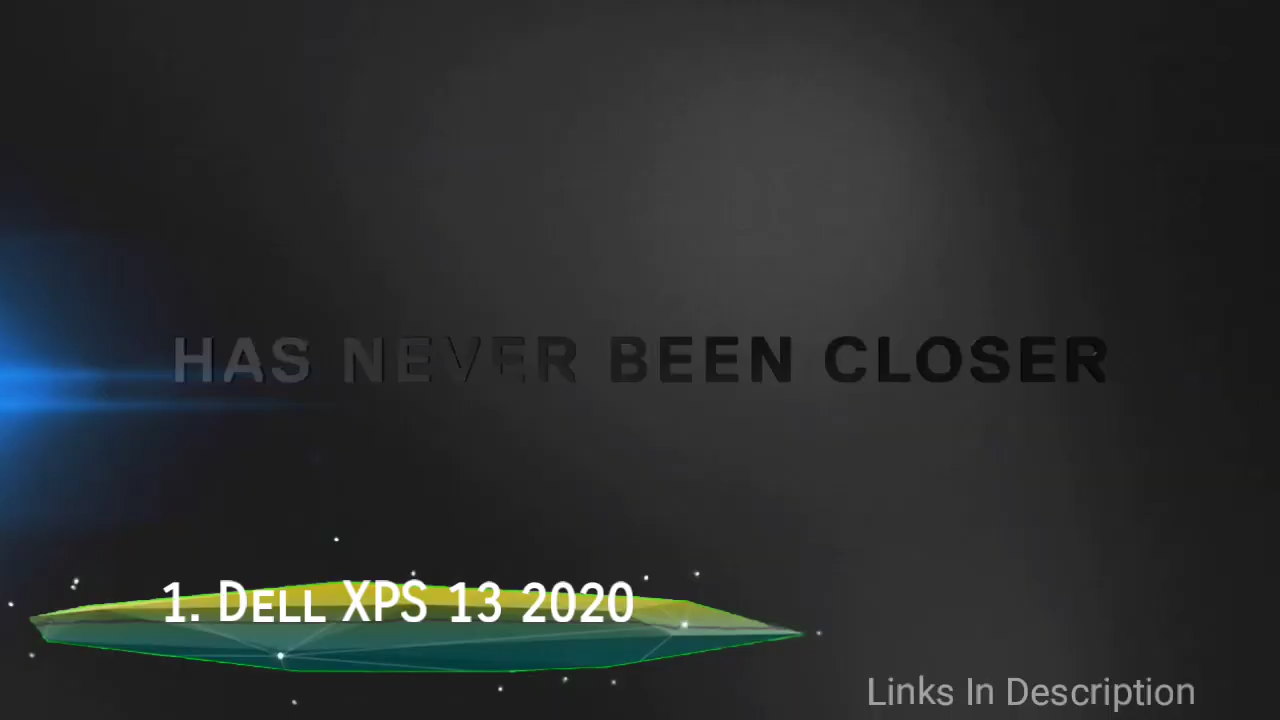 HAS NEVER BEEN CLOSER
1. Dell XPS 13 2020
Links In Description